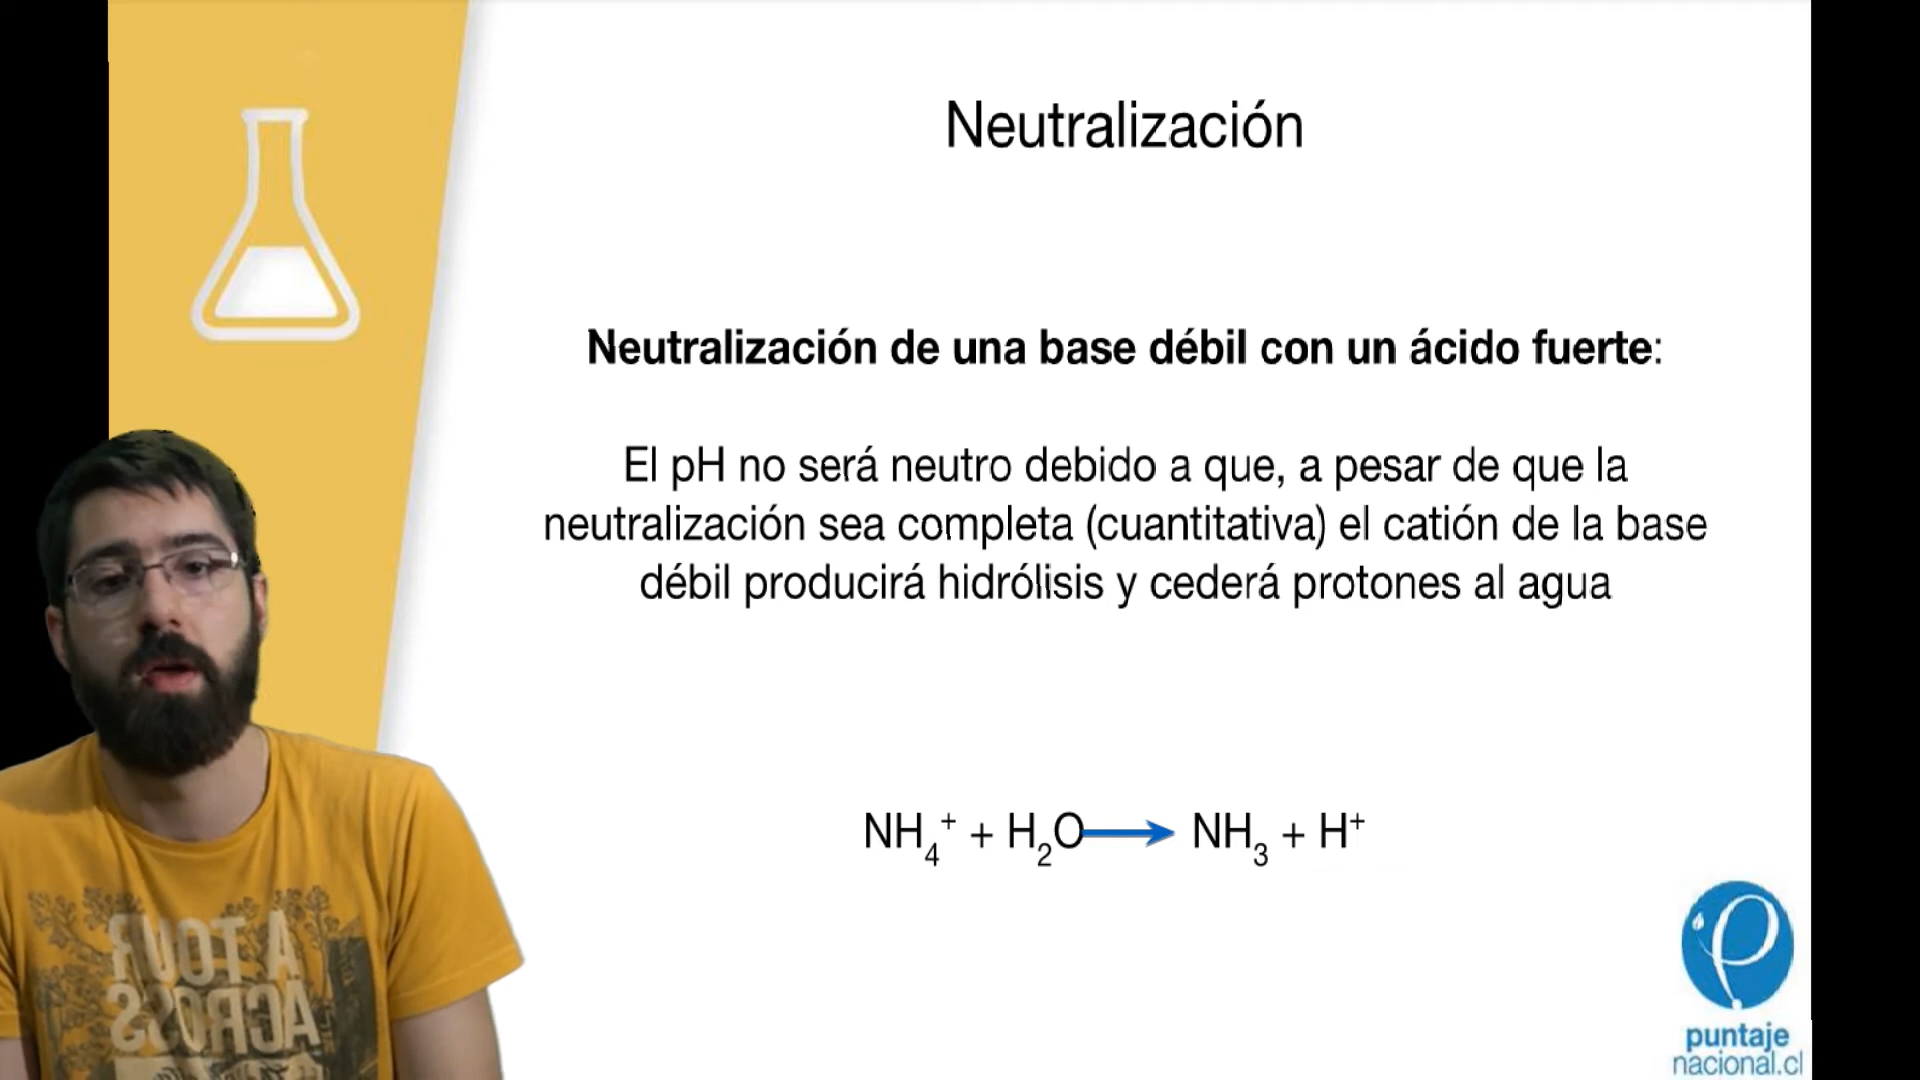 Neutralización
Neutralización de una base débil con un ácido fuerte:
El pH no será neutro debido a que, a pesar de que la
neutralización sea completa (cuantitativa) el catión de la base
débil producirá hidrólisis y cederá protones al agua
NH₄⁺ + H₂O → NH₃ + H⁺
A TOUR
ACROSS
puntaje
nacional.cl